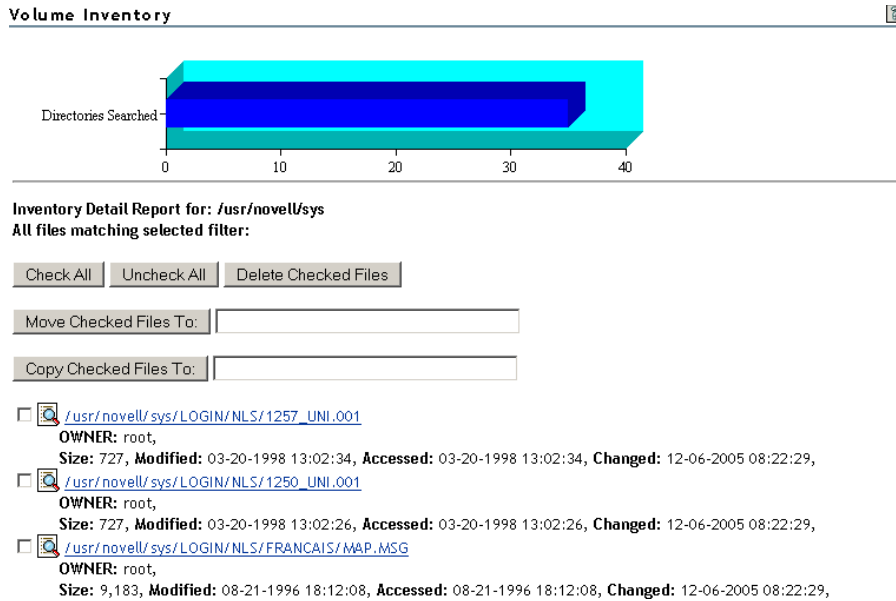 Volume Inventory
Directories Searched
0 10 20 30 40
Inventory Detail Report for: /usr/novell/sys
All files matching selected filter:
Check All Uncheck All Delete Checked Files
Move Checked Files To:
Copy Checked Files To:
/usr/novell/sys/LOGIN/NLS/1257_UNI.001
OWNER: root,
Size: 727, Modified: 03-20-1998 13:02:34, Accessed: 03-20-1998 13:02:34, Changed: 12-06-2005 08:22:29,
/usr/novell/sys/LOGIN/NLS/1250_UNI.001
OWNER: root,
Size: 727, Modified: 03-20-1998 13:02:26, Accessed: 03-20-1998 13:02:26, Changed: 12-06-2005 08:22:29,
/usr/novell/sys/LOGIN/NLS/FRANCAIS/MAP.MSG
OWNER: root,
Size: 9,183, Modified: 08-21-1996 18:12:08, Accessed: 08-21-1996 18:12:08, Changed: 12-06-2005 08:22:29,